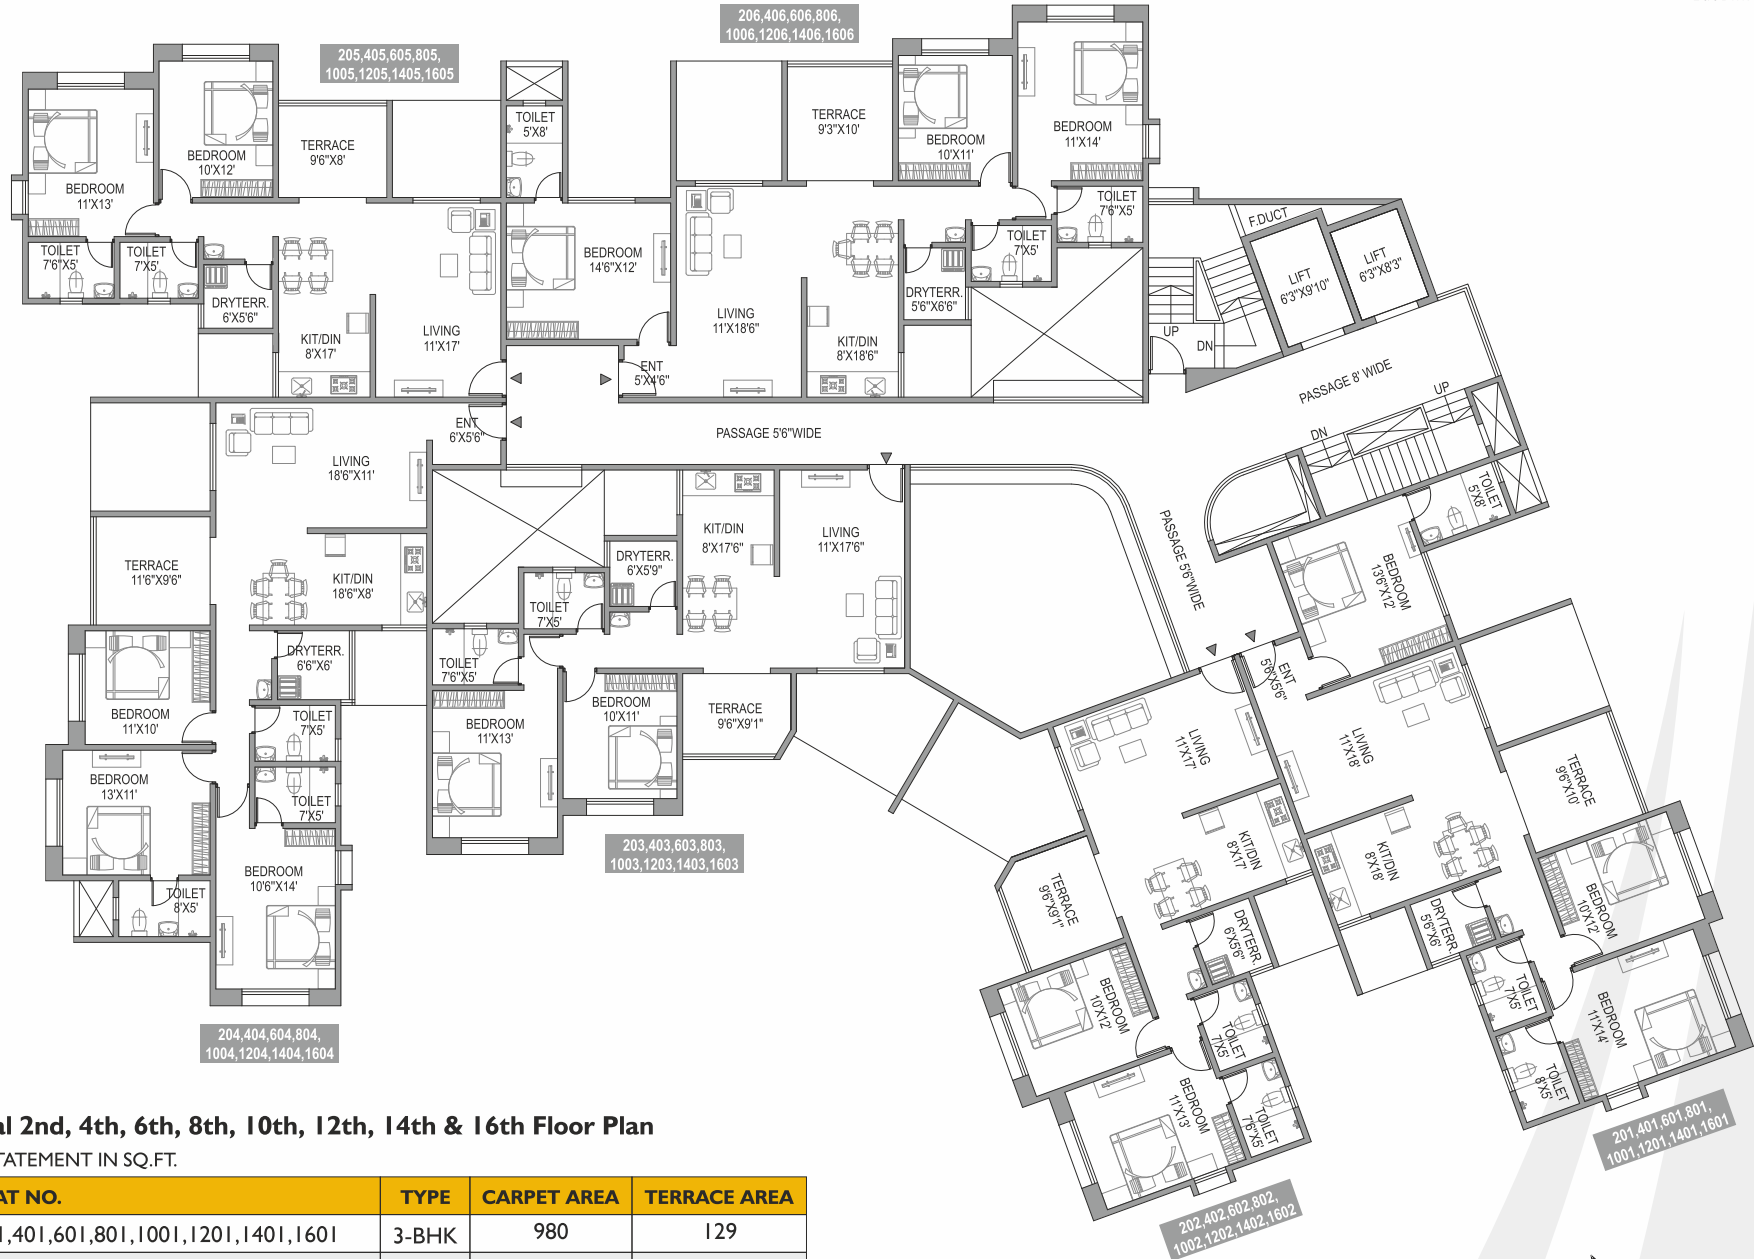 206,406,606,806,
1006,1206,1406,1606
205,405,605,805,
1005,1205,1405,1605
BEDROOM
11'X13'
BEDROOM
10'X12'
TERRACE
9'6"X8'
TOILET
7'6"X5'
TOILET
7'X5'
DRYTERR.
6'X5'6"
KIT/DIN
8'X17'
LIVING
11'X17'
TOILET
5'X8'
BEDROOM
14'6"X12'
ENT
5'X4'6"
LIVING
11'X18'6"
TERRACE
9'3"X10'
BEDROOM
10'X11'
BEDROOM
11'X14'
TOILET
7'6"X5'
TOILET
7'X5'
DRYTERR.
5'6"X6'6"
KIT/DIN
8'X18'6"
F.DUCT
LIFT
6'3"X9'10"
LIFT
6'3"X8'3"
UP
DN
PASSAGE 8' WIDE
UP
DN
ENT
6'X5'6"
PASSAGE 5'6"WIDE
LIVING
18'6"X11'
TERRACE
11'6"X9'6"
KIT/DIN
18'6"X8'
DRYTERR.
6'6"X6'
BEDROOM
11'X10'
TOILET
7'X5'
BEDROOM
13'X11'
TOILET
7'X5'
BEDROOM
10'6"X14'
TOILET
8'X5'
204,404,604,804,
1004,1204,1404,1604
KIT/DIN
8'X17'6"
LIVING
11'X17'6"
DRYTERR.
6'X5'9"
TOILET
7'X5'
TOILET
7'6"X5'
BEDROOM
11'X13'
BEDROOM
10'X11'
TERRACE
9'6"X9'1"
203,403,603,803,
1003,1203,1403,1603
PASSAGE 5'6"WIDE
TOILET
5'X8'
BEDROOM
13'6"X12'
ENT
5'6"X5'6"
LIVING
11'X17'
LIVING
11'X18'
TERRACE
9'6"X10'
KIT/DIN
8'X17'
KIT/DIN
8'X18'
TERRACE
9'6"X9'1"
DRYTERR.
6'X5'6"
DRYTERR.
5'6"X6'
BEDROOM
10'X12'
BEDROOM
10'X12'
TOILET
7'X5'
TOILET
7'X5'
BEDROOM
11'X14'
TOILET
8'X5'
BEDROOM
11'X13'
TOILET
7'6"X5'
201,401,601,801,
1001,1201,1401,1601
202,402,602,802,
1002,1202,1402,1602
al 2nd, 4th, 6th, 8th, 10th, 12th, 14th & 16th Floor Plan
TATEMENT IN SQ.FT.
AT NO. TYPE CARPET AREA TERRACE AREA
1,401,601,801,1001,1201,1401,1601 3-BHK 980 129